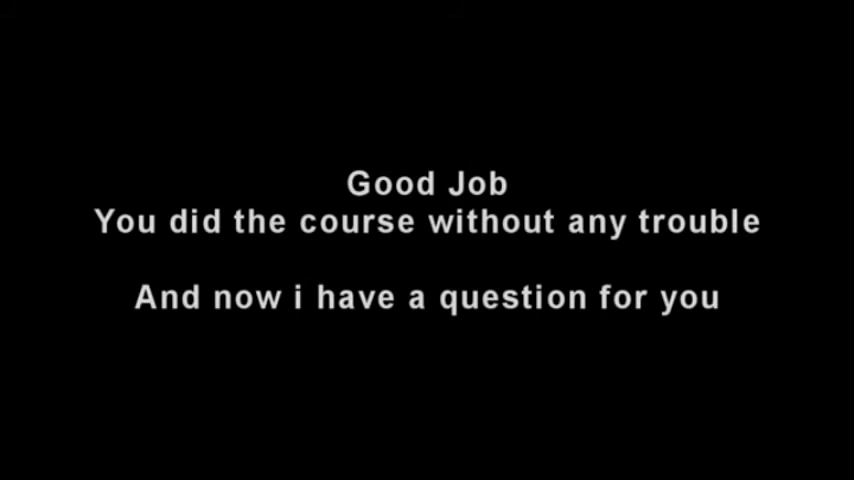 Good Job
You did the course without any trouble
And now i have a question for you